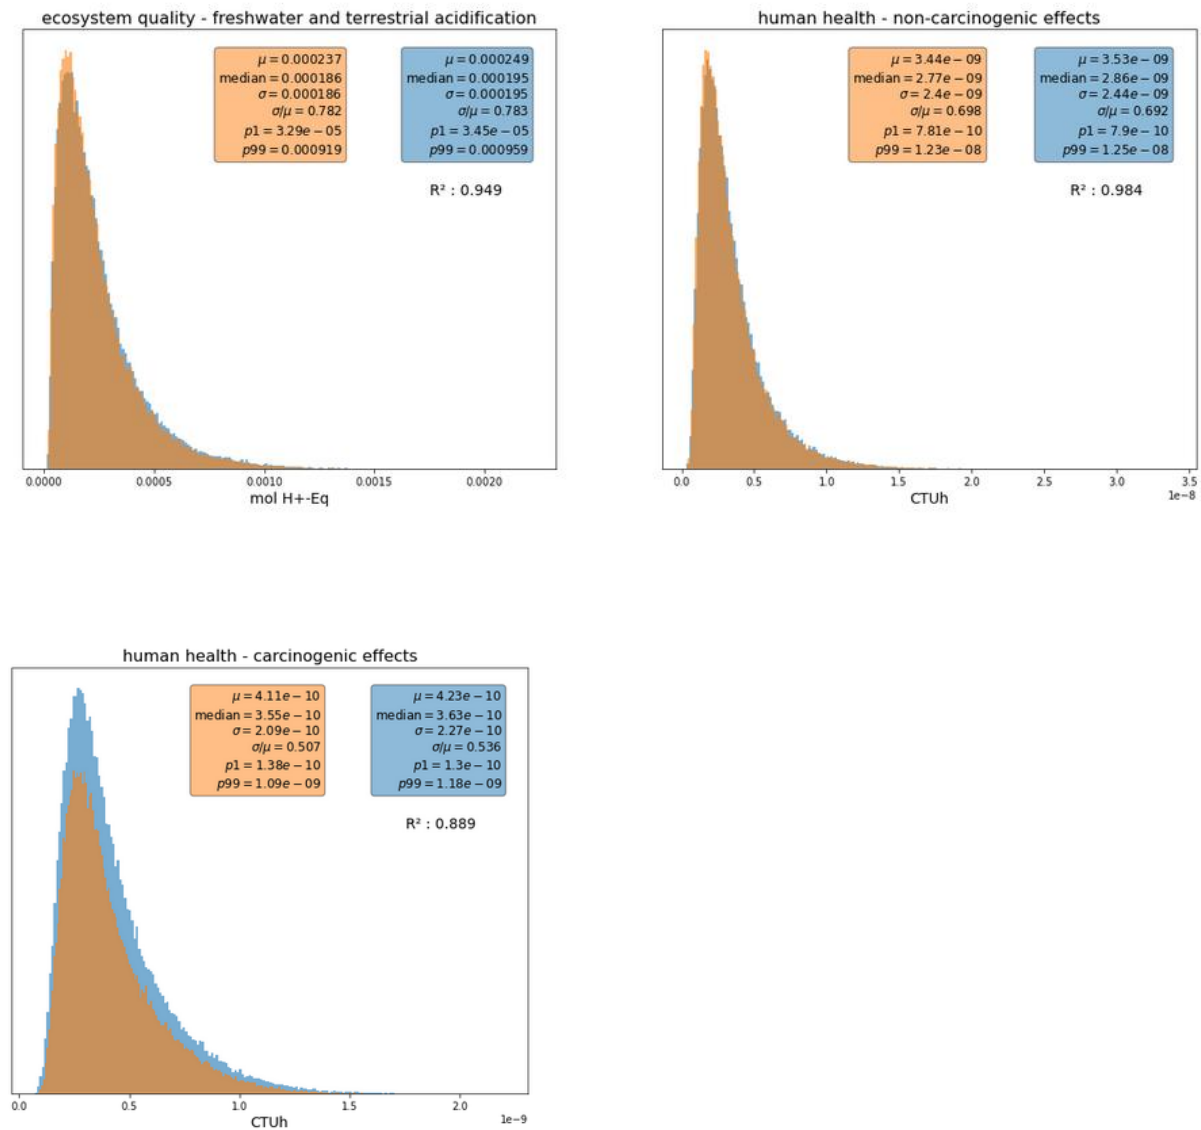 ecosystem quality - freshwater and terrestrial acidification
μ = 0.000237
median = 0.000186
σ = 0.000186
σ/μ = 0.782
p1 = 3.29e − 05
p99 = 0.000919
μ = 0.000249
median = 0.000195
σ = 0.000195
σ/μ = 0.783
p1 = 3.45e − 05
p99 = 0.000959
R² : 0.949
0.0000 0.0005 0.0010 0.0015 0.0020
mol H+-Eq
human health - non-carcinogenic effects
μ = 3.44e − 09
median = 2.77e − 09
σ = 2.4e − 09
σ/μ = 0.698
p1 = 7.81e − 10
p99 = 1.23e − 08
μ = 3.53e − 09
median = 2.86e − 09
σ = 2.44e − 09
σ/μ = 0.692
p1 = 7.9e − 10
p99 = 1.25e − 08
R² : 0.984
0.0 0.5 1.0 1.5 2.0 2.5 3.0 3.5
1e−8
CTUh
human health - carcinogenic effects
μ = 4.11e − 10
median = 3.55e − 10
σ = 2.09e − 10
σ/μ = 0.507
p1 = 1.38e − 10
p99 = 1.09e − 09
μ = 4.23e − 10
median = 3.63e − 10
σ = 2.27e − 10
σ/μ = 0.536
p1 = 1.3e − 10
p99 = 1.18e − 09
R² : 0.889
0.0 0.5 1.0 1.5 2.0
1e−9
CTUh